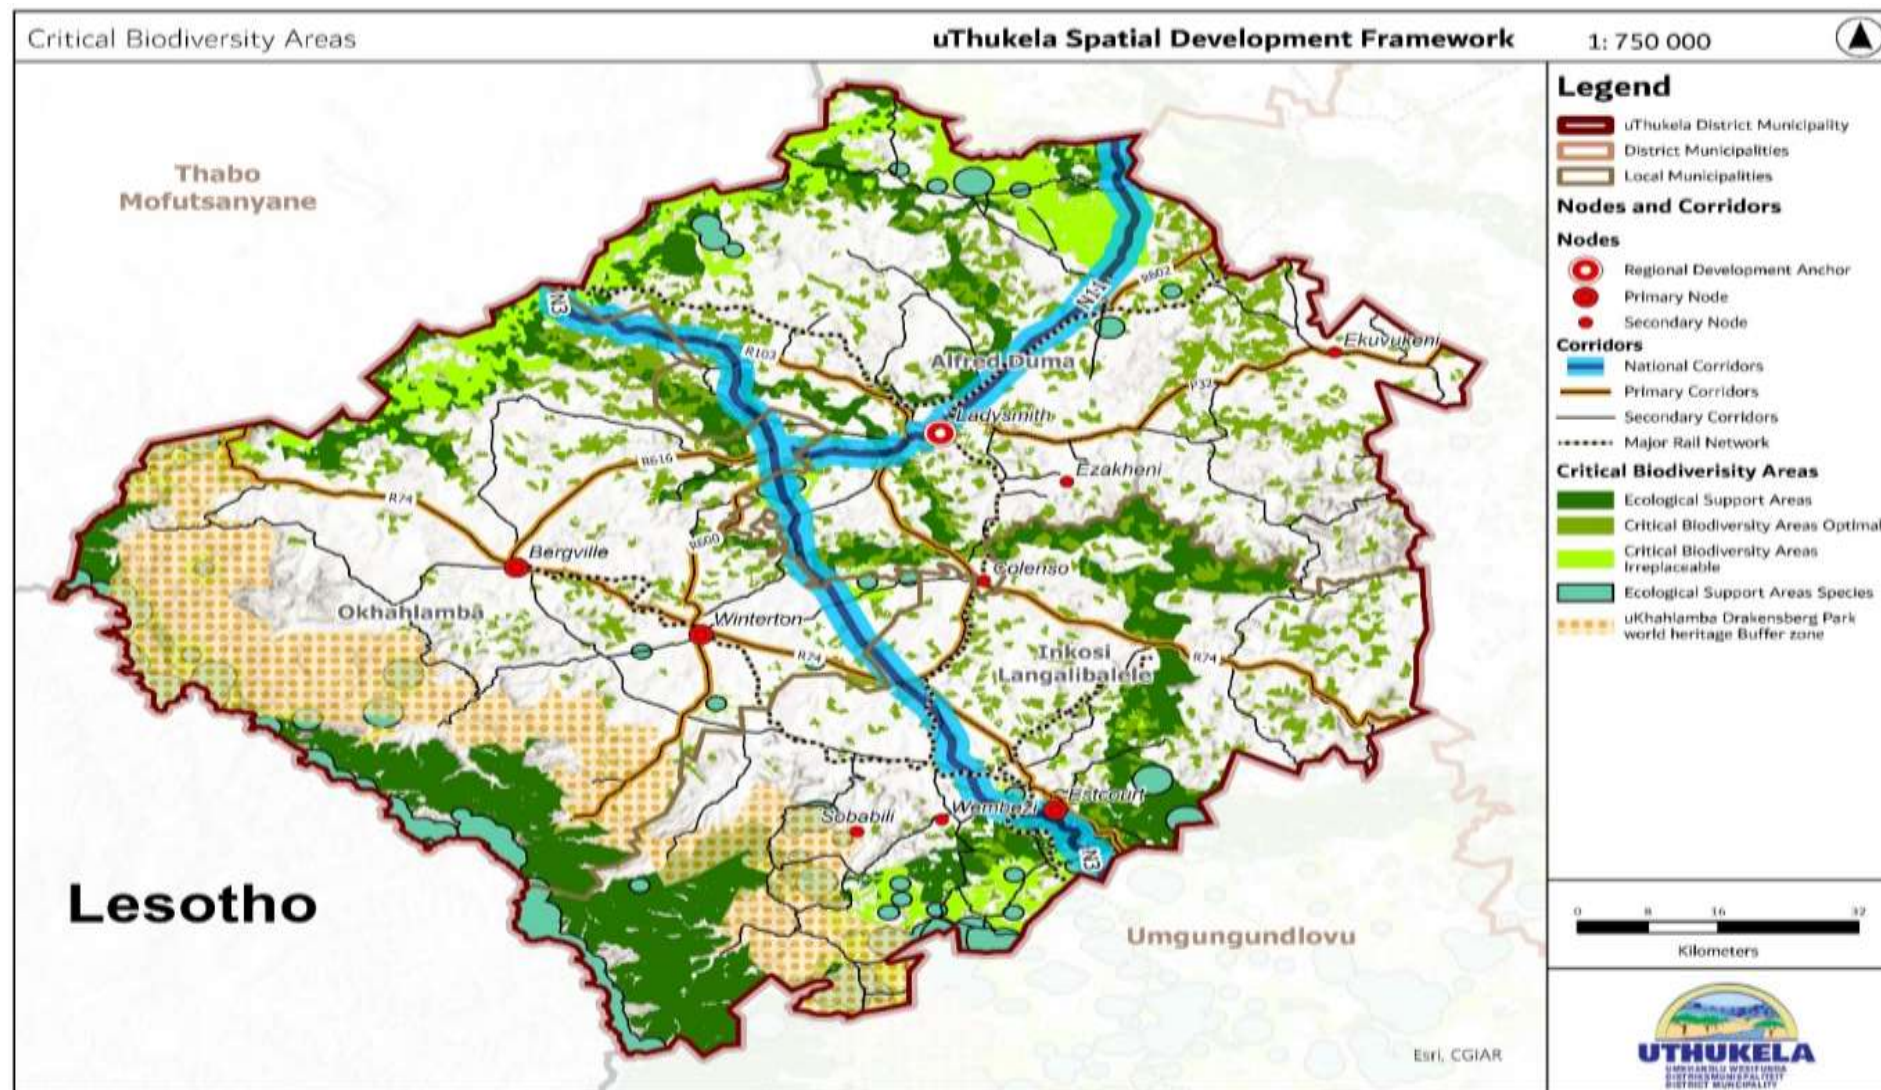 Critical Biodiversity Areas
uThukela Spatial Development Framework
1: 750 000
Thabo
Mofutsanyane
N3
R103
N11
R602
Alfred Duma
Ekuvukeni
P32
Ladysmith
Ezakheni
R616
R74
R600
Bergville
Colenso
Okhahlamba
Winterton
R74
Inkosi
Langalibalele
R74
Sobabili
Wembezi
Estcourt
N3
Lesotho
Umgungundlovu
Esri, CGIAR
Legend
uThukela District Municipality
District Municipalities
Local Municipalities
Nodes and Corridors
Nodes
Regional Development Anchor
Primary Node
Secondary Node
Corridors
National Corridors
Primary Corridors
Secondary Corridors
Major Rail Network
Critical Biodiverisity Areas
Ecological Support Areas
Critical Biodiversity Areas Optimal
Critical Biodiversity Areas
Irreplaceable
Ecological Support Areas Species
uKhahlamba Drakensberg Park
world heritage Buffer zone
0 8 16 32
Kilometers
UTHUKELA
UMKHANDLU WESIFUNDA
DISTRIKSMUNISIPALITEIT
DISTRICT MUNICIPALITY